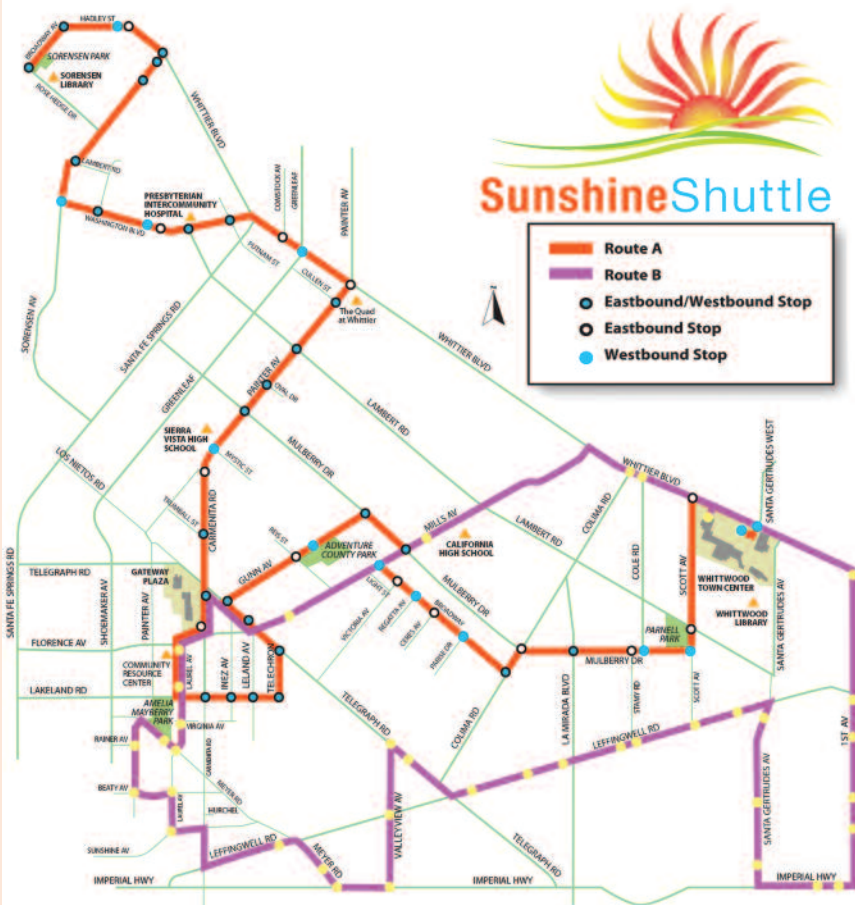 HADLEY ST
BROADWAY AV
SORENSEN PARK
SORENSEN
LIBRARY
ROSE HEDGE DR
WHITTIER BLVD
LAMBERT RD
PRESBYTERIAN
INTERCOMMUNITY
HOSPITAL
WASHINGTON BLVD
COMSTOCK AV
GREENLEAF
PAINTER AV
PUTNAM ST
CULLEN ST
The Quad
at Whittier
SunshineShuttle
Route A
Route B
Eastbound/Westbound Stop
Eastbound Stop
Westbound Stop
SORENSEN AV
SANTA FE SPRINGS RD
GREENLEAF
PAINTER AV
OVAL DR
WHITTIER BLVD
LAMBERT RD
SIERRA
VISTA HIGH
SCHOOL
MYSTIC ST
MULBERRY DR
LOS NIETOS RD
CARMENITA RD
REIS ST
ADVENTURE
COUNTY PARK
GUNN AV
MILLS AV
CALIFORNIA
HIGH SCHOOL
LAMBERT RD
COLIMA RD
WHITTIER BLVD
SANTA GERTRUDES WEST
COLE RD
SCOTT AV
WHITTWOOD
TOWN CENTER
WHITTWOOD
LIBRARY
SANTA FE SPRINGS RD
TELEGRAPH RD
GATEWAY
PLAZA
SHOEMAKER AV
PAINTER AV
FLORENCE AV
COMMUNITY
RESOURCE
CENTER
LAKELAND RD
AMELIA
MAYBERRY
PARK
LAUREL AV
INEZ AV
LELAND AV
TELECHRON
VICTORIA AV
LIGHT ST
REGATTA AV
CERES AV
BROADWAY
PARISE DR
MULBERRY DR
PARNELL
PARK
MULBERRY DR
STAMY RD
SCOTT AV
SANTA GERTRUDES AV
LA MIRADA BLVD
COLIMA RD
TELEGRAPH RD
LEFFINGWELL RD
VIRGINIA AV
RAINER AV
CARMENITA RD
MEYER RD
BEATY AV
LAUREL AV
HURCHEL
SUNSHINE AV
LEFFINGWELL RD
MEYER RD
VALLEY VIEW AV
TELEGRAPH RD
SANTA GERTRUDES AV
1ST AV
IMPERIAL HWY
IMPERIAL HWY
IMPERIAL HWY